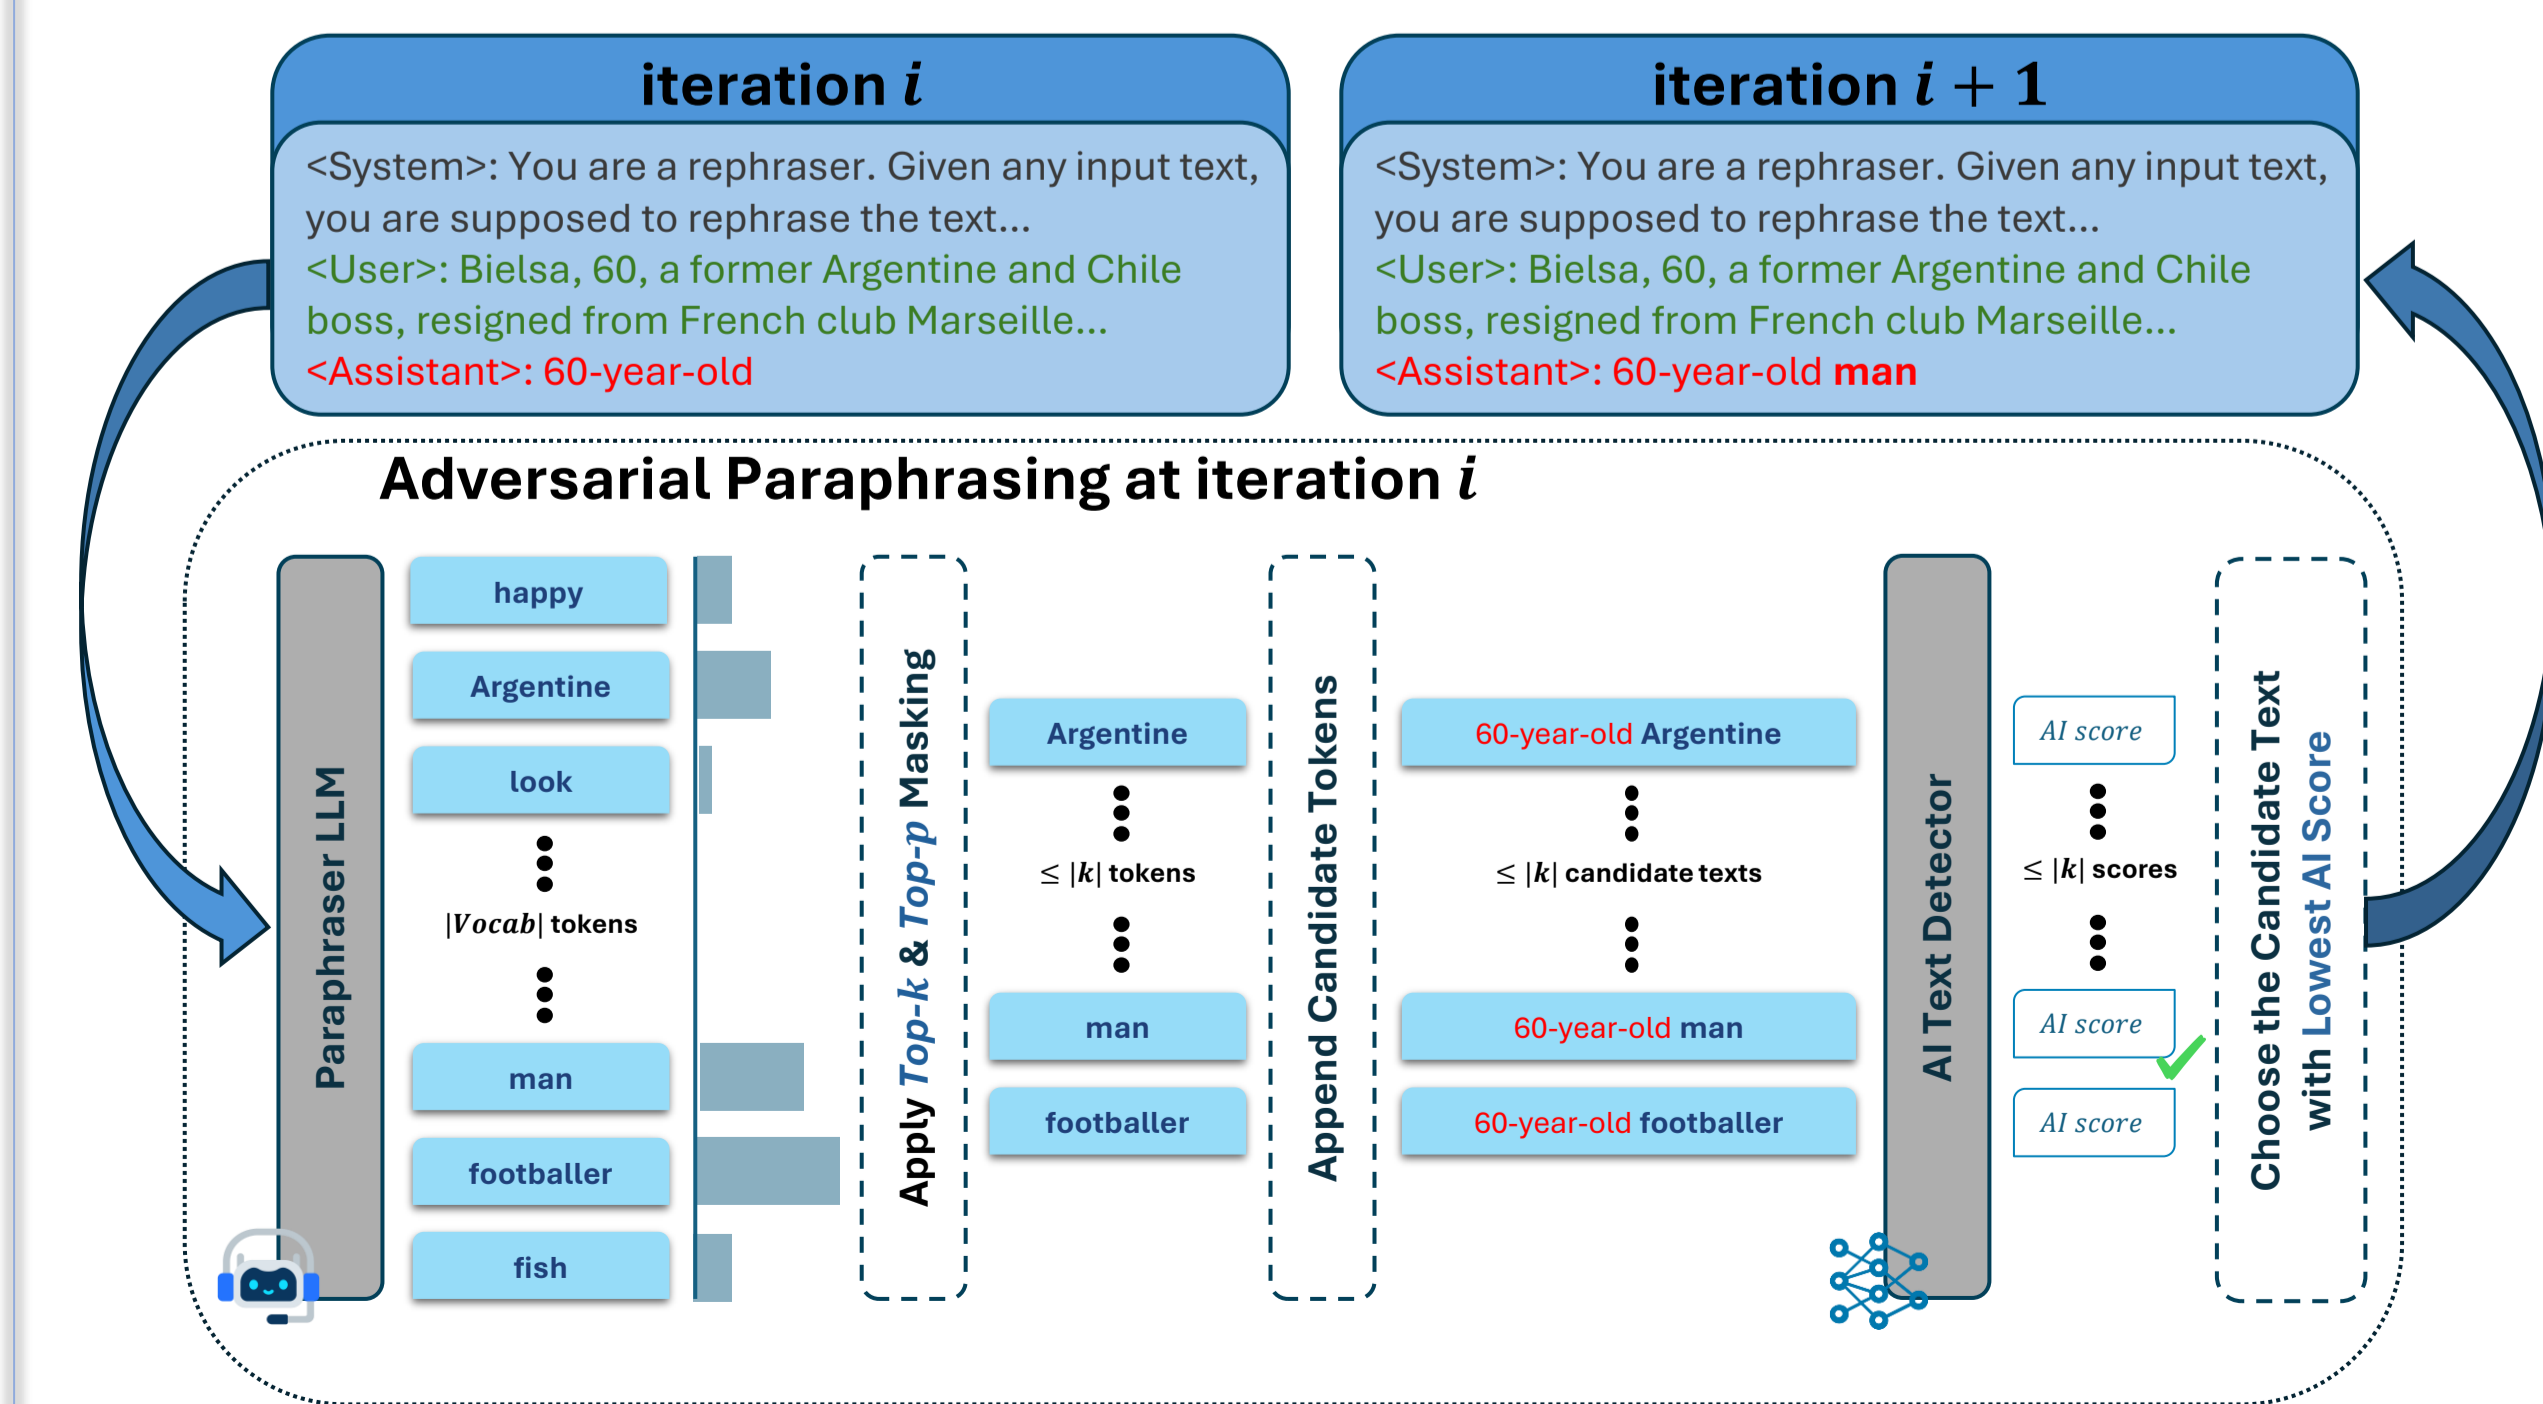 iteration i
<System>: You are a rephraser. Given any input text,
you are supposed to rephrase the text...
<User>: Bielsa, 60, a former Argentine and Chile
boss, resigned from French club Marseille...
<Assistant>: 60-year-old
iteration i + 1
<System>: You are a rephraser. Given any input text,
you are supposed to rephrase the text...
<User>: Bielsa, 60, a former Argentine and Chile
boss, resigned from French club Marseille...
<Assistant>: 60-year-old man
Adversarial Paraphrasing at iteration i
Paraphraser LLM
happy
Argentine
look
|Vocab| tokens
man
footballer
fish
Apply Top-k & Top-p Masking
Argentine
≤ |k| tokens
man
footballer
Append Candidate Tokens
60-year-old Argentine
≤ |k| candidate texts
60-year-old man
60-year-old footballer
AI Text Detector
AI score
≤ |k| scores
AI score
AI score
Choose the Candidate Text
with Lowest AI Score